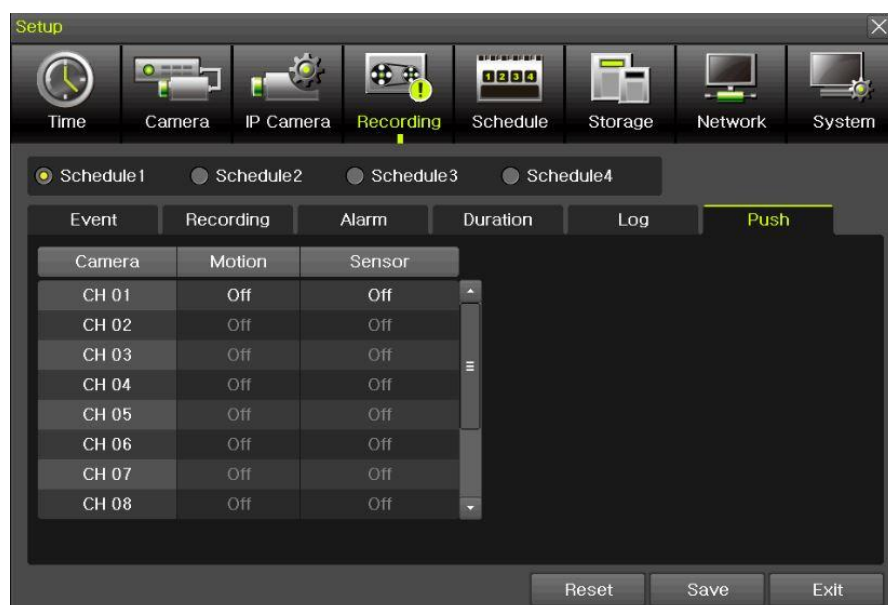 Setup
Time Camera IP Camera Recording Schedule Storage Network System
Schedule1 Schedule2 Schedule3 Schedule4
Event Recording Alarm Duration Log Push
Camera Motion Sensor
CH 01 Off Off
CH 02 Off Off
CH 03 Off Off
CH 04 Off Off
CH 05 Off Off
CH 06 Off Off
CH 07 Off Off
CH 08 Off Off
Reset Save Exit